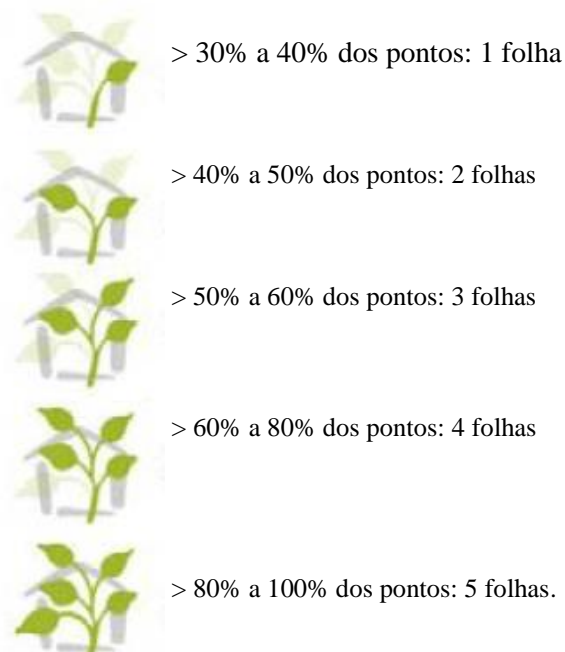 > 30% a 40% dos pontos: 1 folha
> 40% a 50% dos pontos: 2 folhas
> 50% a 60% dos pontos: 3 folhas
> 60% a 80% dos pontos: 4 folhas
> 80% a 100% dos pontos: 5 folhas.